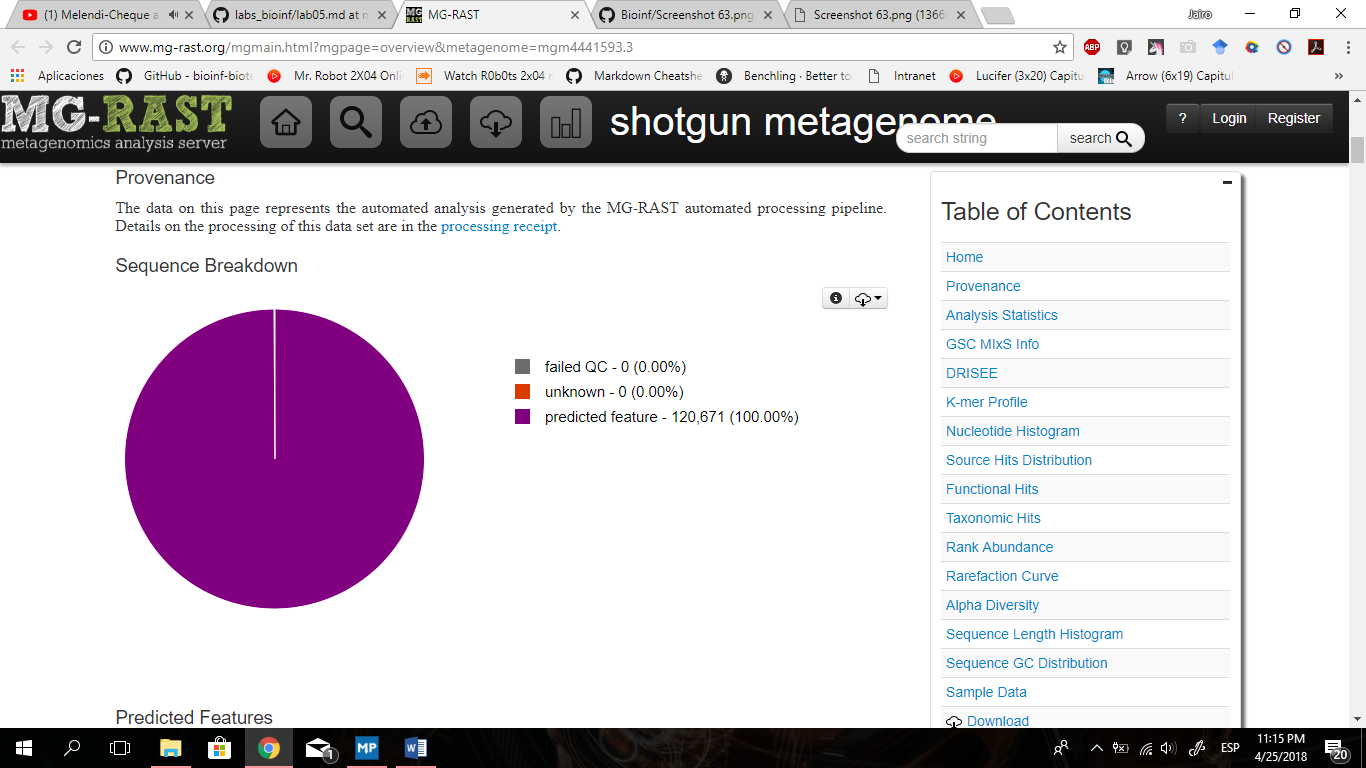 (1) Melendi-Cheque a
labs_bioinf/lab05.md at m
MG-RAST
Bioinf/Screenshot 63.png
Screenshot 63.png (1366
Jairo
www.mg-rast.org/mgmain.html?mgpage=overview&metagenome=mgm4441593.3
ABP
Aplicaciones
GitHub - bioinf-biote
Mr. Robot 2X04 Onli
Watch R0b0ts 2x04
Markdown Cheatshe
Benchling · Better to
Intranet
Lucifer (3x20) Capitu
Arrow (6x19) Capitul
»
MG-RAST
metagenomics analysis server
shotgun metagenome
search string
search
?
Login
Register
Provenance
The data on this page represents the automated analysis generated by the MG-RAST automated processing pipeline.
Details on the processing of this data set are in the processing receipt.
Sequence Breakdown
failed QC - 0 (0.00%)
unknown - 0 (0.00%)
predicted feature - 120,671 (100.00%)
Predicted Features
Table of Contents
Home
Provenance
Analysis Statistics
GSC MIxS Info
DRISEE
K-mer Profile
Nucleotide Histogram
Source Hits Distribution
Functional Hits
Taxonomic Hits
Rank Abundance
Rarefaction Curve
Alpha Diversity
Sequence Length Histogram
Sequence GC Distribution
Sample Data
Download
1
MP
ESP
11:15 PM
4/25/2018
20